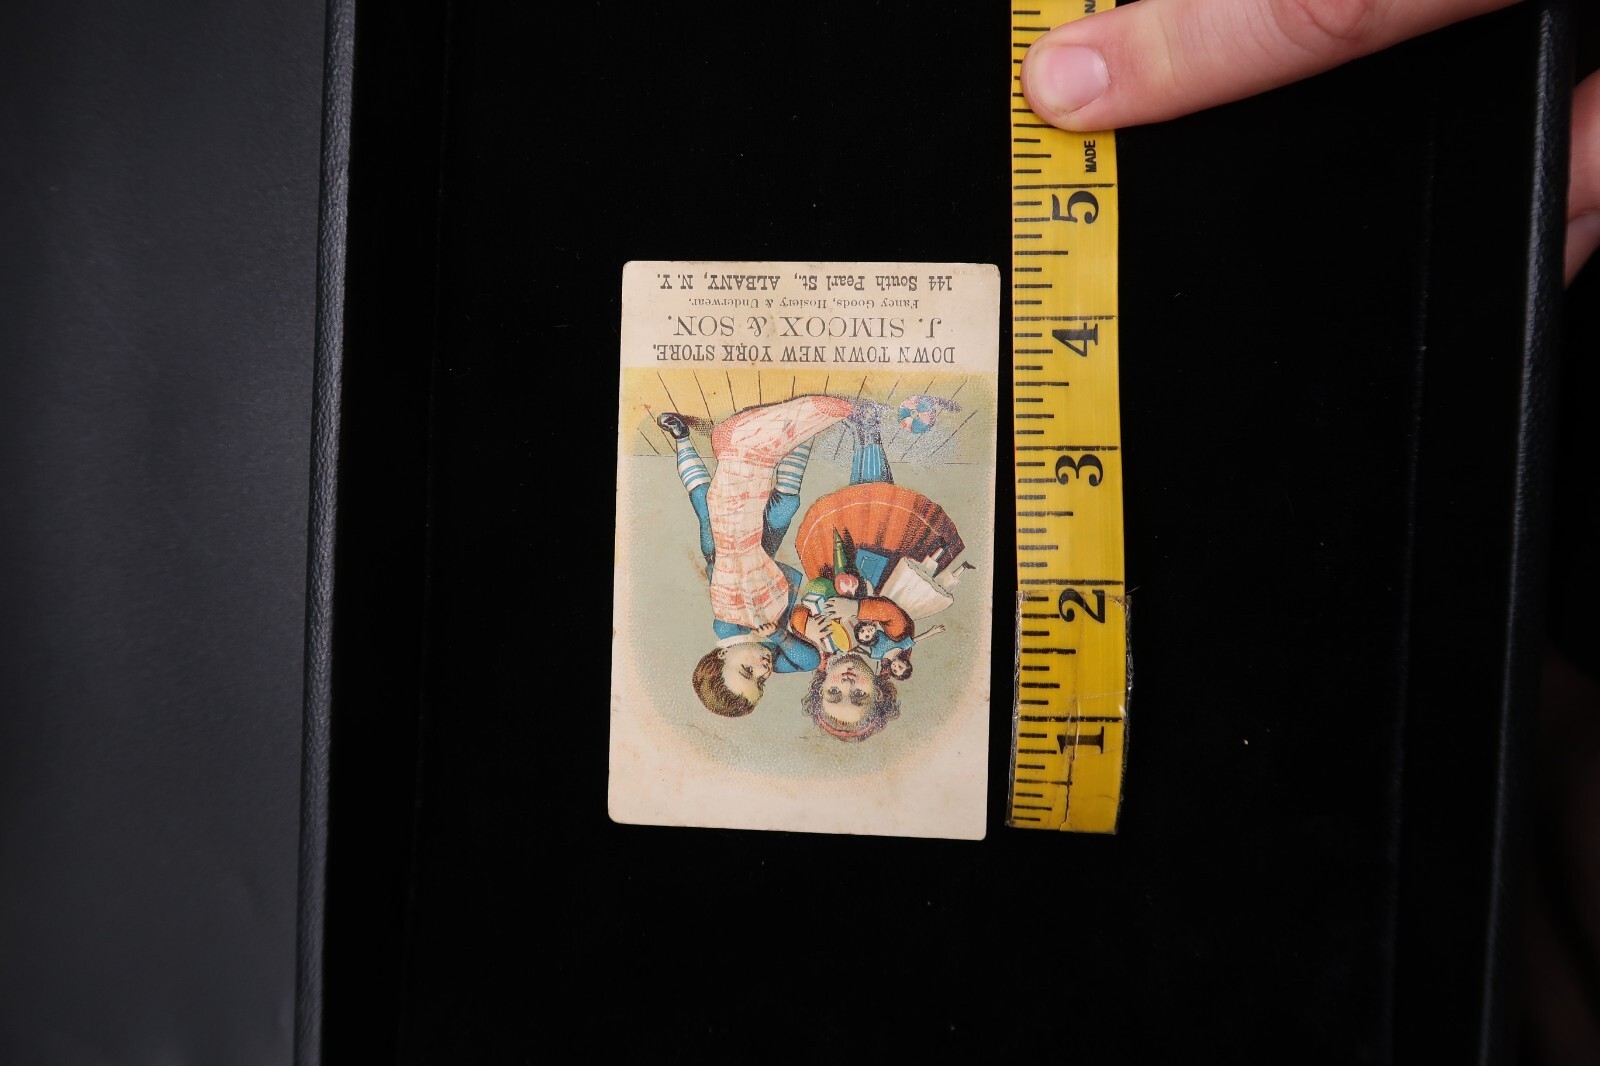 DOWN TOWN NEW YORK STORE.
J. SIMCOX & SON.
Fancy Goods, Hosiery & Underwear.
144 South Pearl St., ALBANY, N. Y.
1
2
3
4
5
MADE